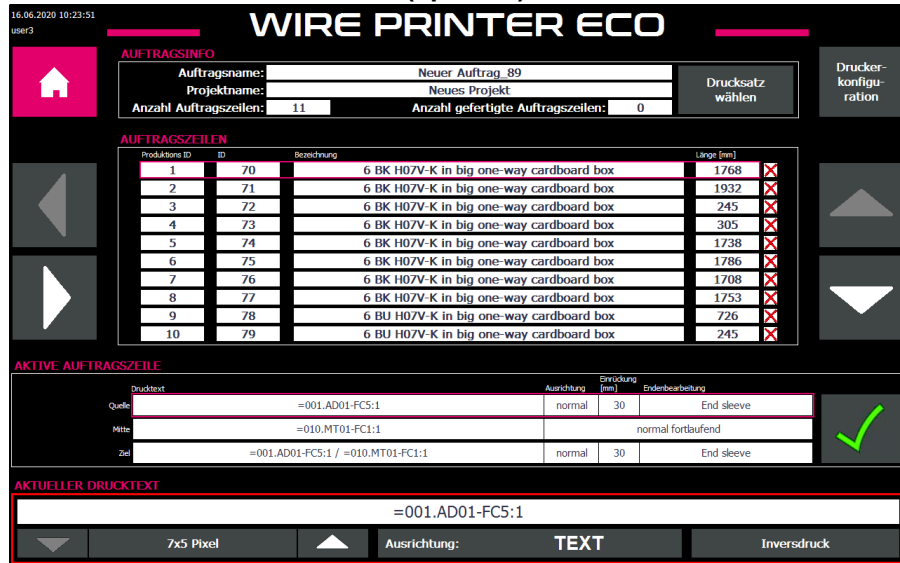 16.06.2020 10:23:51
user3
WIRE PRINTER ECO
AUFTRAGSINFO
Auftragsname: Neuer Auftrag_89
Projektname: Neues Projekt
Anzahl Auftragszeilen: 11 Anzahl gefertigte Auftragszeilen: 0
Drucksatz
wählen
Drucker-
konfigu-
ration
AUFTRAGSZEILEN
Produktions ID ID Bezeichnung Länge [mm]
1 70 6 BK H07V-K in big one-way cardboard box 1768
2 71 6 BK H07V-K in big one-way cardboard box 1932
3 72 6 BK H07V-K in big one-way cardboard box 245
4 73 6 BK H07V-K in big one-way cardboard box 305
5 74 6 BK H07V-K in big one-way cardboard box 1738
6 75 6 BK H07V-K in big one-way cardboard box 1786
7 76 6 BK H07V-K in big one-way cardboard box 1708
8 77 6 BK H07V-K in big one-way cardboard box 1753
9 78 6 BU H07V-K in big one-way cardboard box 726
10 79 6 BU H07V-K in big one-way cardboard box 245
AKTIVE AUFTRAGSZEILE
Drucktext Ausrichtung Einrückung [mm] Endenbearbeitung
Quelle =001.AD01-FC5:1 normal 30 End sleeve
Mitte =010.MT01-FC1:1 normal fortlaufend
Ziel =001.AD01-FC5:1 / =010.MT01-FC1:1 normal 30 End sleeve
AKTUELLER DRUCKTEXT
=001.AD01-FC5:1
7x5 Pixel Ausrichtung: TEXT Inversdruck